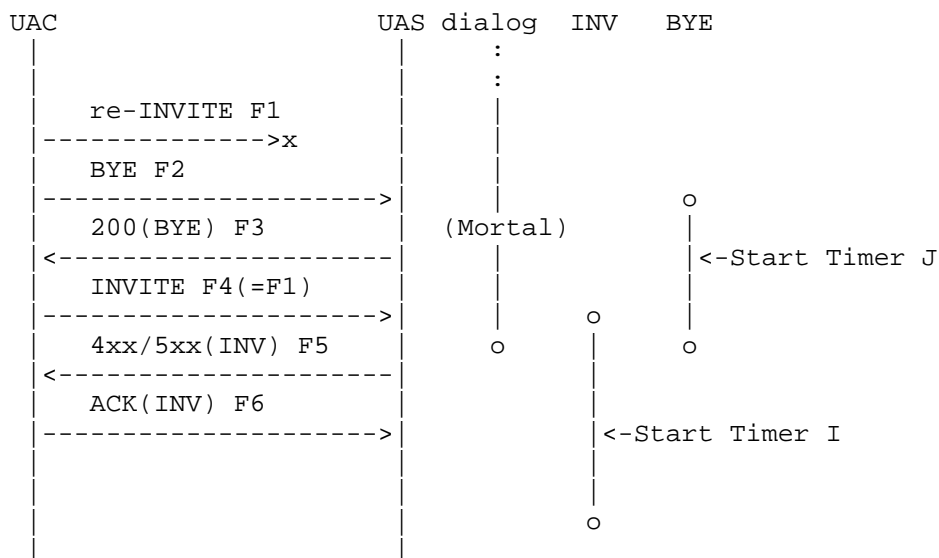 UAC UAS dialog INV BYE
:
:
re-INVITE F1
-------------->x
BYE F2
--------------------->| o
200(BYE) F3 (Mortal)
<---------------------- <-Start Timer J
INVITE F4(=F1)
--------------------->| o
4xx/5xx(INV) F5 o o
<----------------------
ACK(INV) F6
--------------------->| <-Start Timer I
o